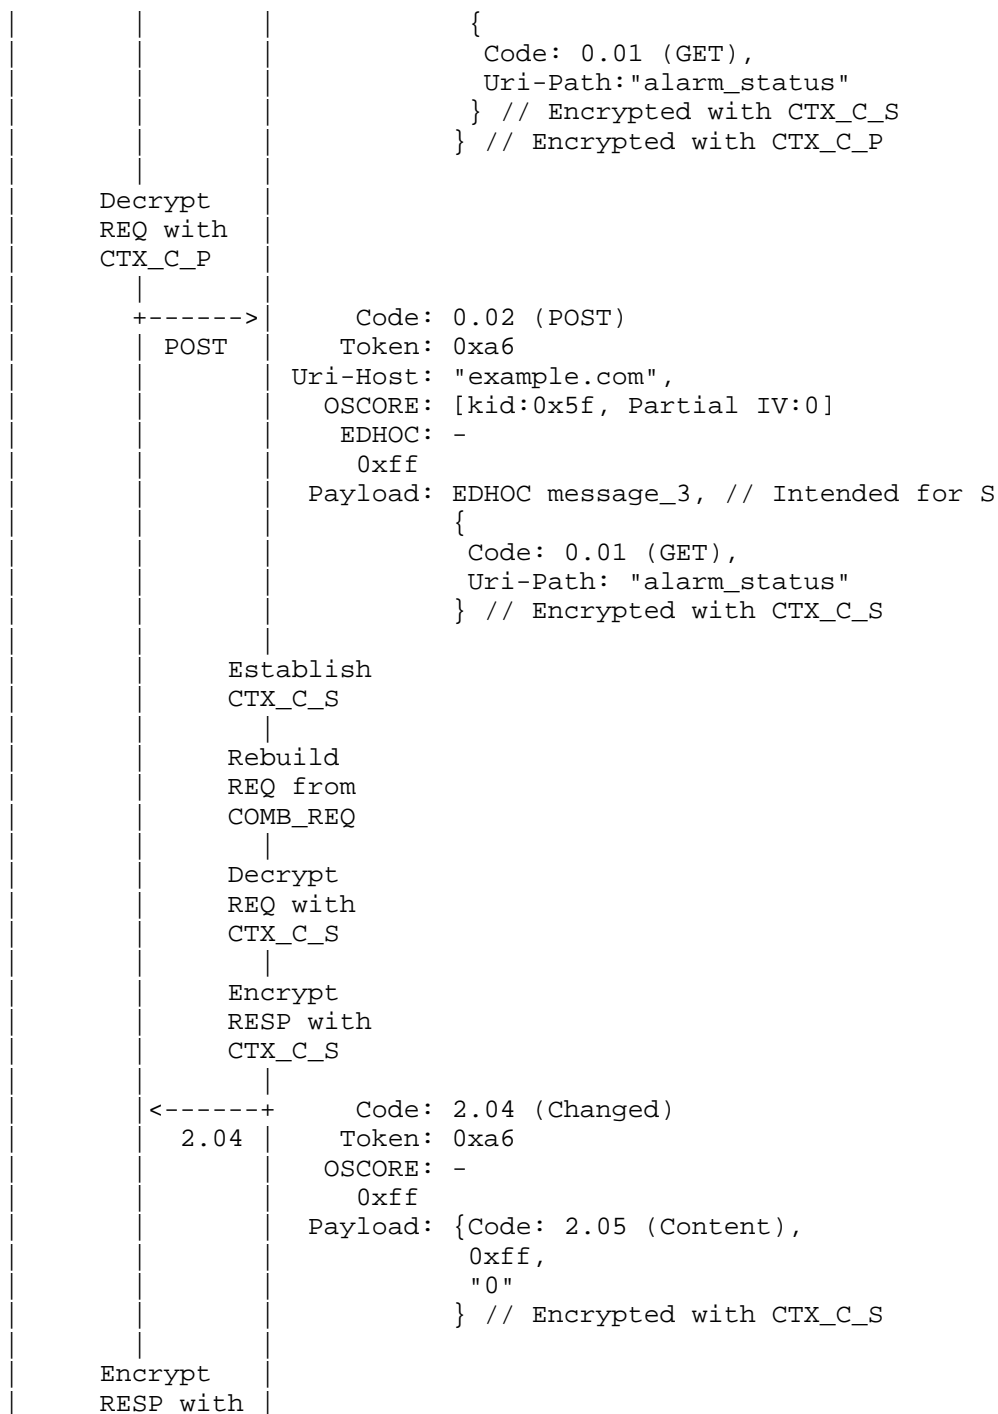 |       |       |            {
|       |       |             Code: 0.01 (GET),
|       |       |             Uri-Path:"alarm_status"
|       |       |            } // Encrypted with CTX_C_S
|       |       |           } // Encrypted with CTX_C_P
|       |       |
|     Decrypt   |
|     REQ with  |
|     CTX_C_P   |
|       |       |
|       +------>|     Code: 0.02 (POST)
|       | POST  |    Token: 0xa6
|       |       | Uri-Host: "example.com",
|       |       |   OSCORE: [kid:0x5f, Partial IV:0]
|       |       |    EDHOC: -
|       |       |     0xff
|       |       |  Payload: EDHOC message_3, // Intended for S
|       |       |           {
|       |       |            Code: 0.01 (GET),
|       |       |            Uri-Path: "alarm_status"
|       |       |           } // Encrypted with CTX_C_S
|       |       |
|       |     Establish
|       |     CTX_C_S
|       |       |
|       |     Rebuild
|       |     REQ from
|       |     COMB_REQ
|       |       |
|       |     Decrypt
|       |     REQ with
|       |     CTX_C_S
|       |       |
|       |     Encrypt
|       |     RESP with
|       |     CTX_C_S
|       |       |
|       |<------+     Code: 2.04 (Changed)
|       |  2.04 |    Token: 0xa6
|       |       |   OSCORE: -
|       |       |     0xff
|       |       |  Payload: {Code: 2.05 (Content),
|       |       |            0xff,
|       |       |            "0"
|       |       |           } // Encrypted with CTX_C_S
|       |       |
|     Encrypt   |
|     RESP with |